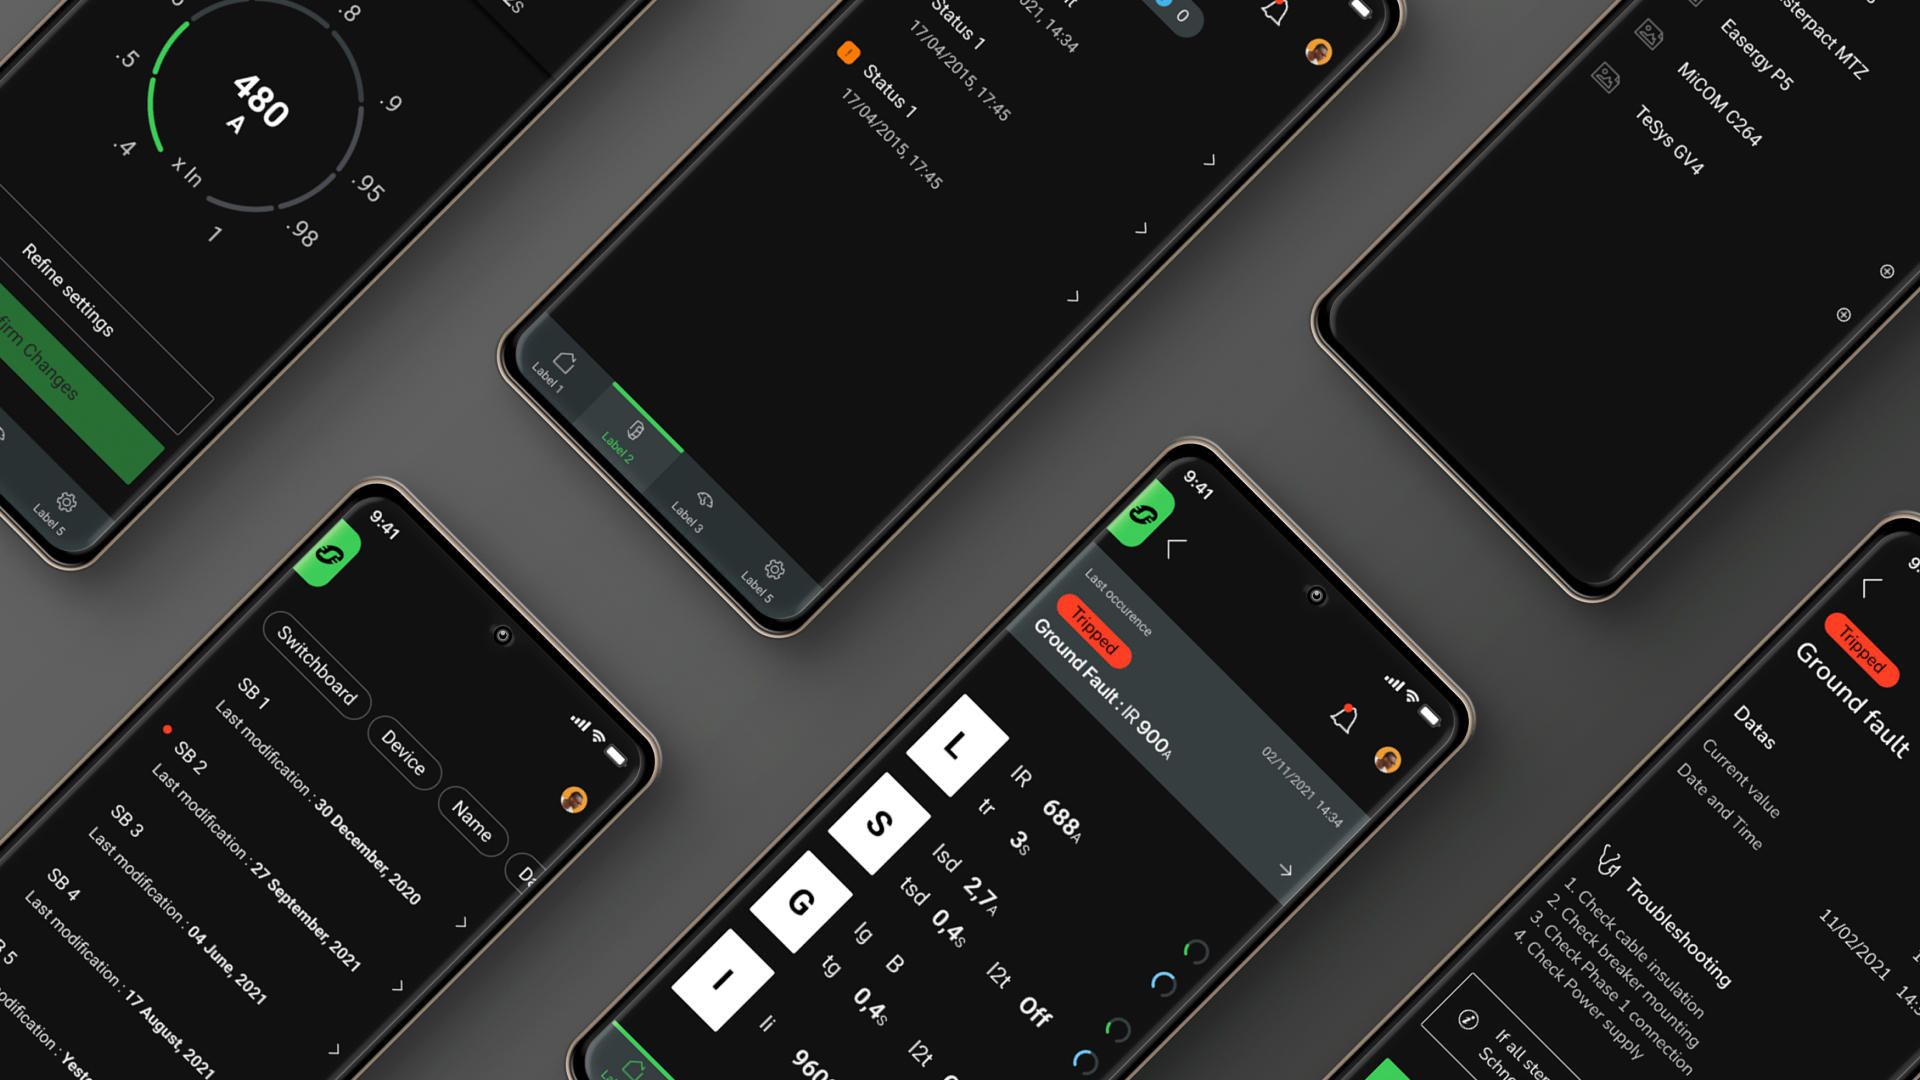 .8
.5
480
A
.9
.4
x In
.95
.98
1
Refine settings
firm Changes
Label 5
Status 1
17/04/2015, 17:45
Status 1
17/04/2015, 17:45
14:34
0
Label 1
Label 2
Label 3
Label 5
sterpact MTZ
Easergy P5
MiCOM C264
TeSys GV4
9:41
Switchboard
Device
Name
SB 1
Last modification : 30 December, 2020
SB 2
Last modification : 27 September, 2021
SB 3
Last modification : 04 June, 2021
SB 4
Last modification : 17 August, 2021
9:41
Last occurence
Tripped
Ground Fault : IR 900A
02/11/2021 14:34
L
IR 688A
tr 3s
S
Isd 2,7A
tsd 0,4s
I2t Off
G
Ig B
tg 0,4s
I2t
I
Ii
Tripped
Ground fault
Datas
Current value
Date and Time
11/02/2021
Troubleshooting
1. Check cable insulation
2. Check breaker mounting
3. Check Phase 1 connection
4. Check Power supply
If all